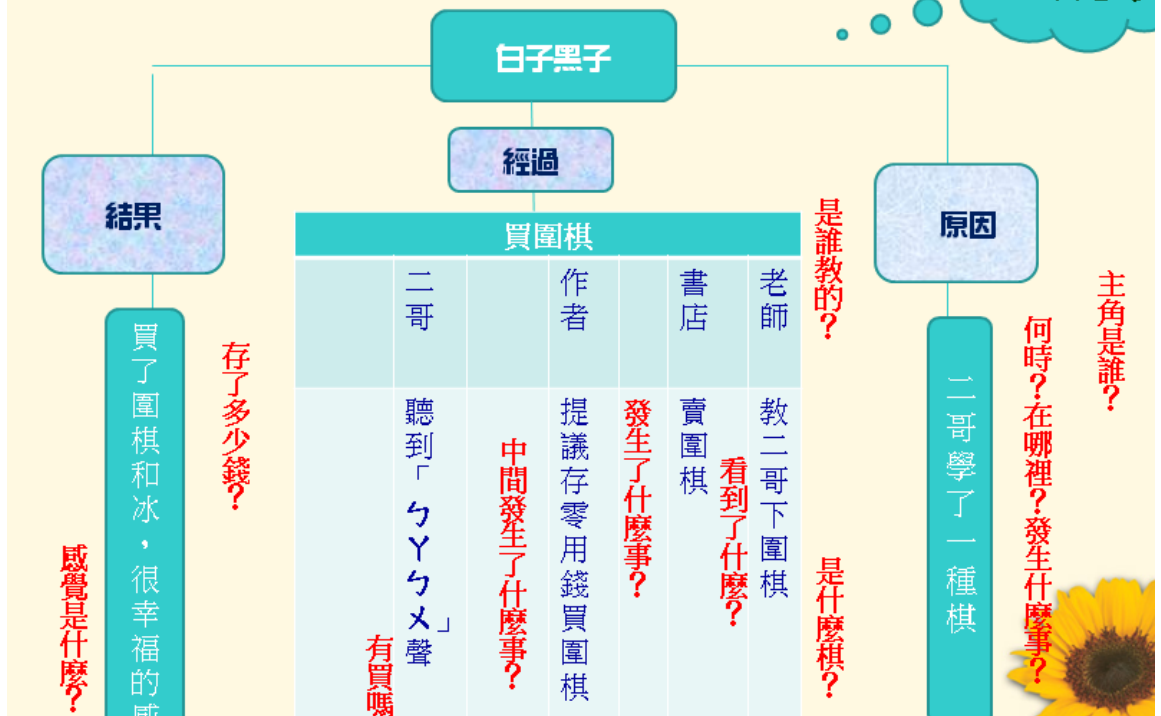 白子黑子
經過
結果
原因
買圍棋
主角是誰?
何時?在哪裡?發生什麼事?
二哥學了一種棋
是誰教的?
是什麼棋?
老師
教二哥下圍棋
看到了什麼?
書店
賣圍棋
發生了什麼事?
作者
提議存零用錢買圍棋
中間發生了什麼事?
二哥
聽到「ㄅㄚㄅㄨ」聲
有買嗎
存了多少錢?
買了圍棋和冰,很幸福的感
感覺是什麼?